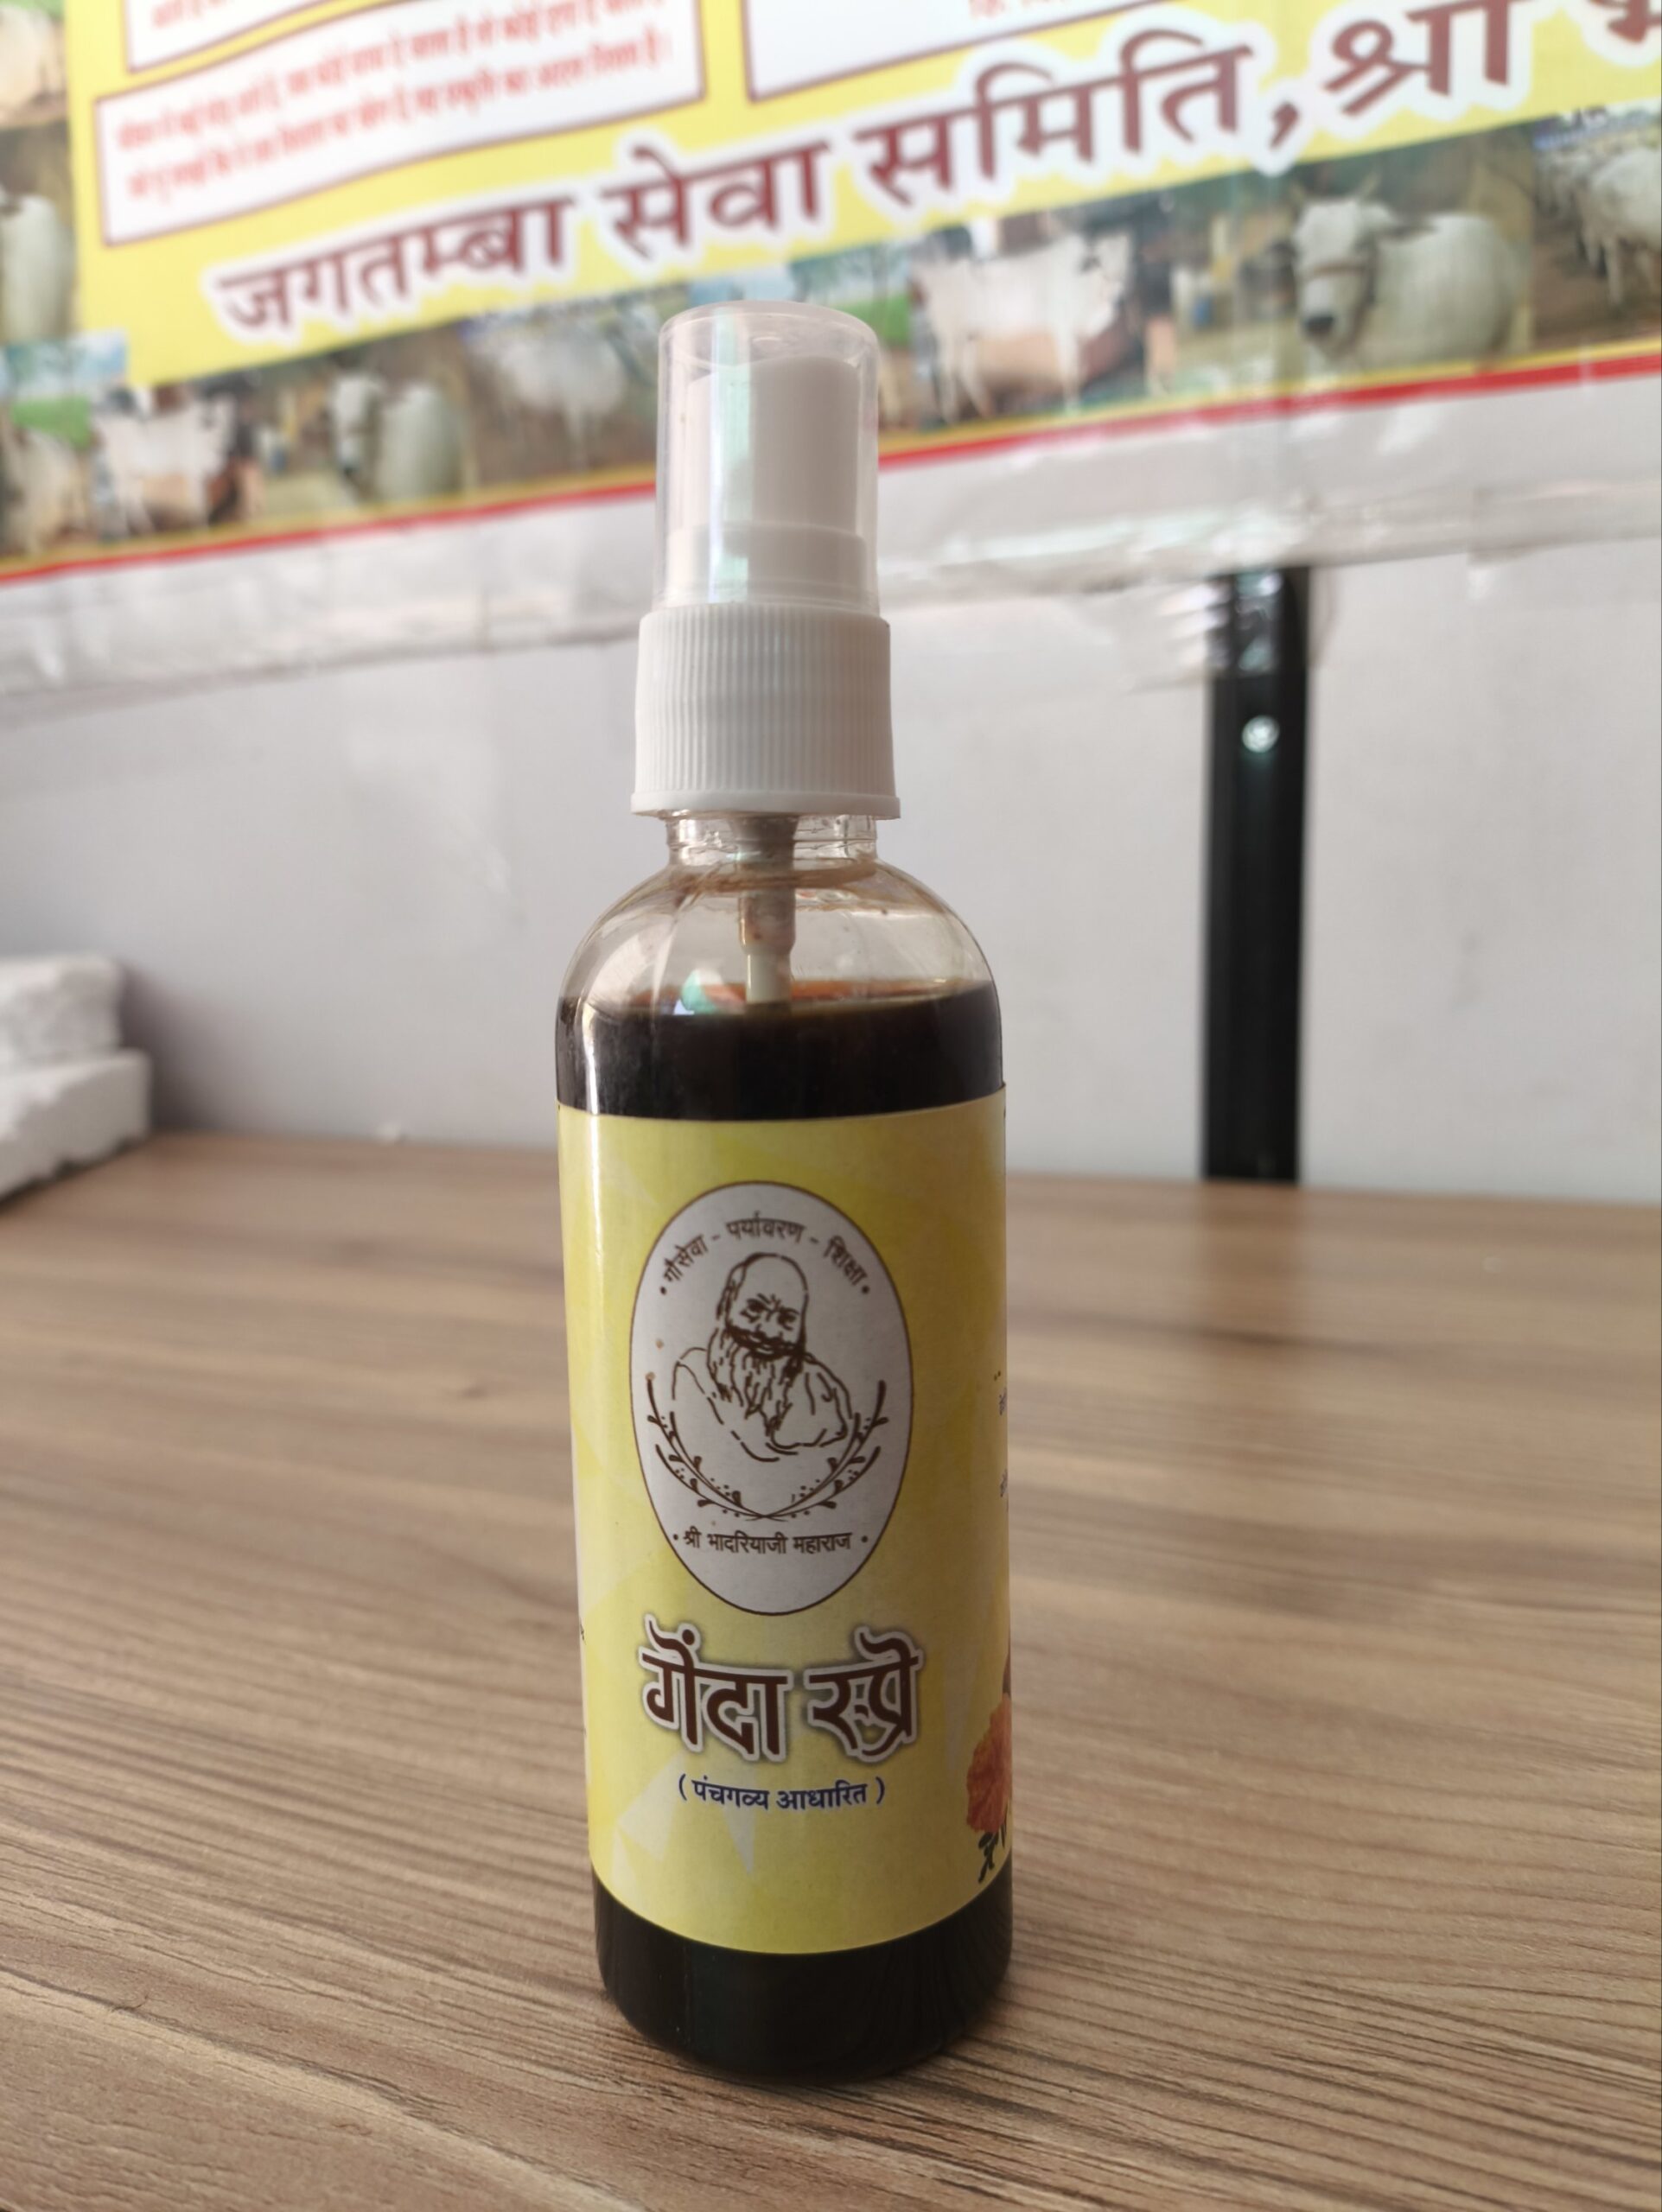 जगतम्बा सेवा समिति, श्री
• गौसेवा - पर्यावरण - शिक्षा •
• श्री भादरियाजी महाराज •
गेंदा स्प्रे
( पंचगव्य आधारित )